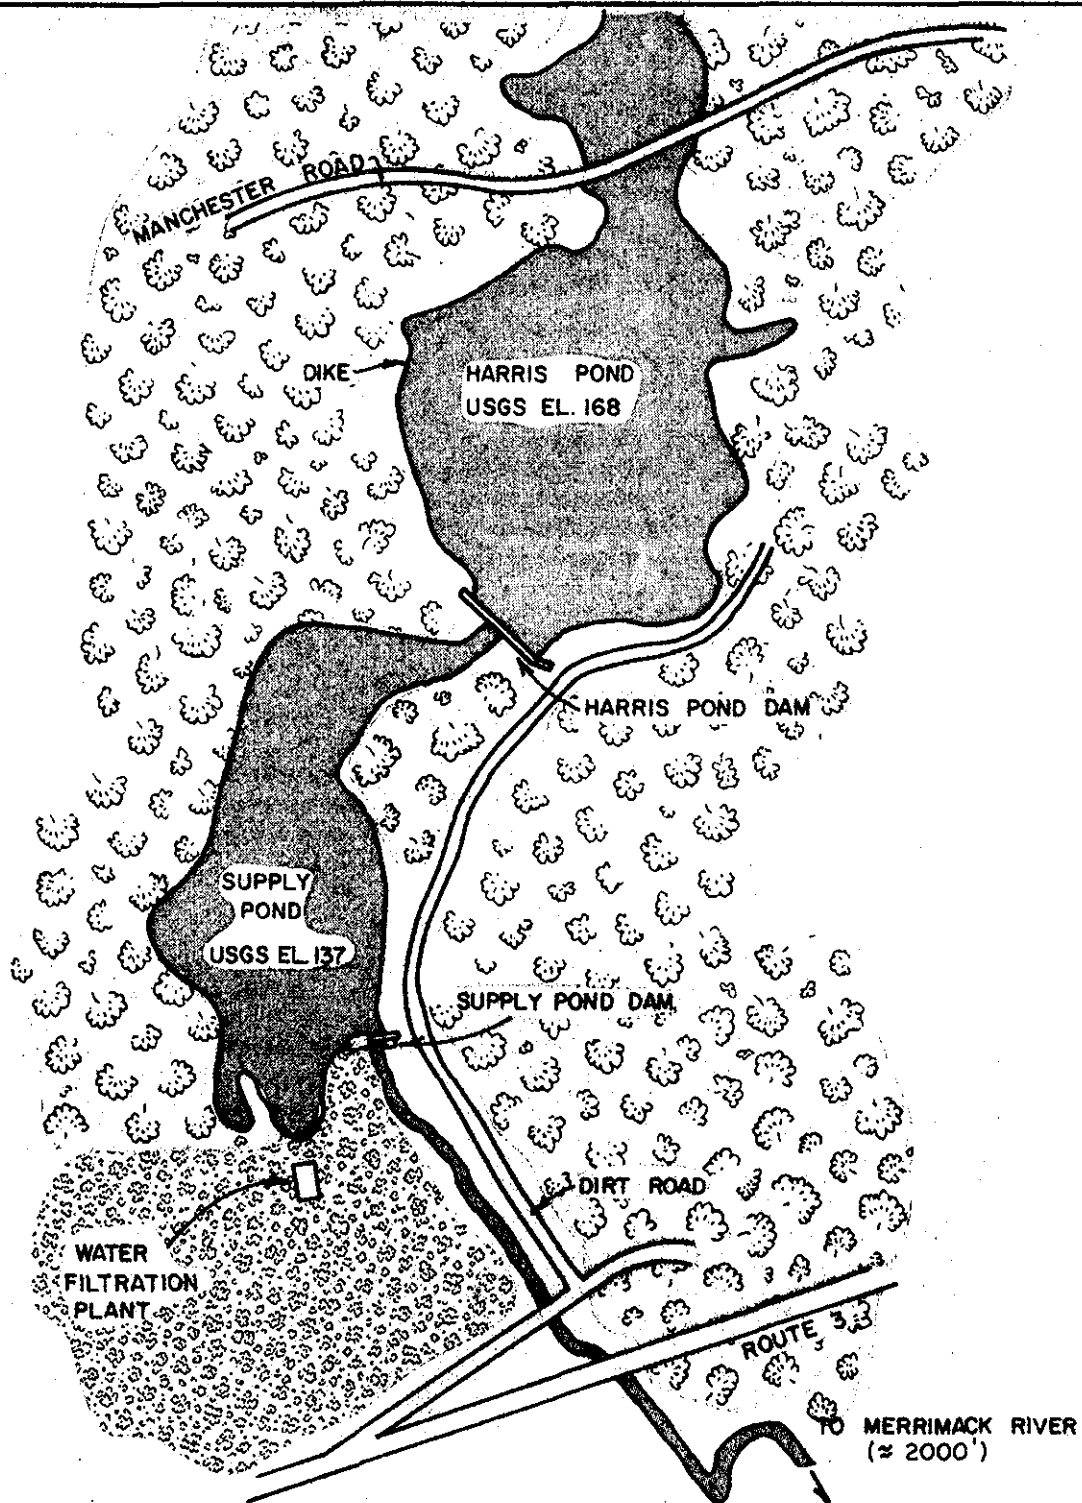 MANCHESTER ROAD
DIKE
HARRIS POND
USGS EL. 168
HARRIS POND DAM
SUPPLY
POND
USGS EL. 137
SUPPLY POND DAM
DIRT ROAD
WATER
FILTRATION
PLANT
ROUTE 3
TO MERRIMACK RIVER
(≈ 2000')